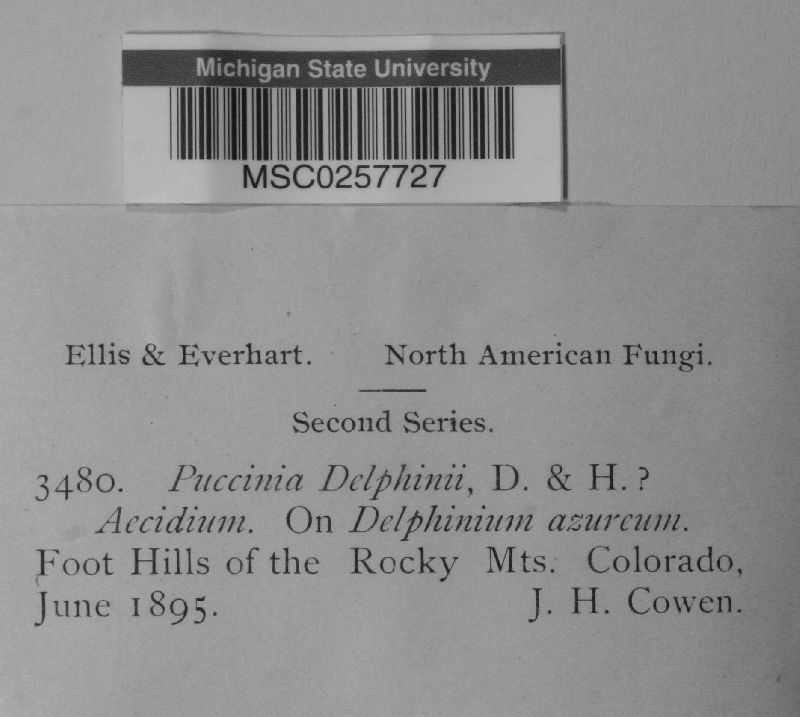 Michigan State University
MSC0257727
Ellis & Everhart. North American Fungi.
Second Series.
3480. Puccinia Delphinii, D. & H. ?
Aecidium. On Delphinium azureum.
Foot Hills of the Rocky Mts. Colorado,
June 1895. J. H. Cowen.